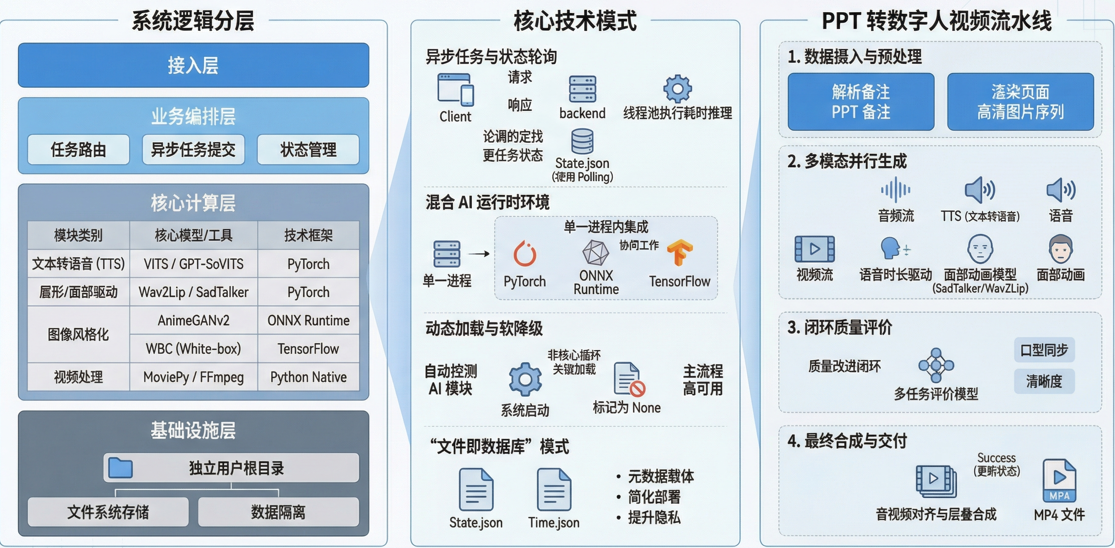 系统逻辑分层
接入层
业务编排层
任务路由
异步任务提交
状态管理
核心计算层
模块类别 核心模型/工具 技术框架
文本转语音 (TTS) VITS / GPT-SoVITS PyTorch
屇形/面部驱动 Wav2Lip / SadTalker PyTorch
图像风格化 AnimeGANv2 ONNX Runtime
WBC (White-box) TensorFlow
视频处理 MoviePy / FFmpeg Python Native
基础设施层
独立用户根目录
文件系统存储
数据隔离
核心技术模式
异步任务与状态轮询
Client
请求
响应
backend
线程池执行耗时推理
论调的定找
更任务状态
State.json
(使用 Polling)
混合 AI 运行时环境
单一进程
单一进程内集成
协同工作
PyTorch
ONNX
Runtime
TensorFlow
动态加载与软降级
自动控测
AI 模块
系统启动
非核心循环
关键加载
标记为 None
主流程
高可用
“文件即数据库”模式
State.json
Time.json
• 元数据载体
• 简化部署
• 提升隐私
PPT 转数字人视频流水线
1. 数据摄入与预处理
解析备注
PPT 备注
渲染页面
高清图片序列
2. 多模态并行生成
音频流
TTS (文本转语音)
语音
视频流
语音时长驱动
面部动画模型
(SadTalker/WavZLip)
面部动画
3. 闭环质量评价
质量改进闭环
多任务评价模型
口型同步
清晰度
4. 最终合成与交付
音视频对齐与层叠合成
Success
MPA
MP4 文件